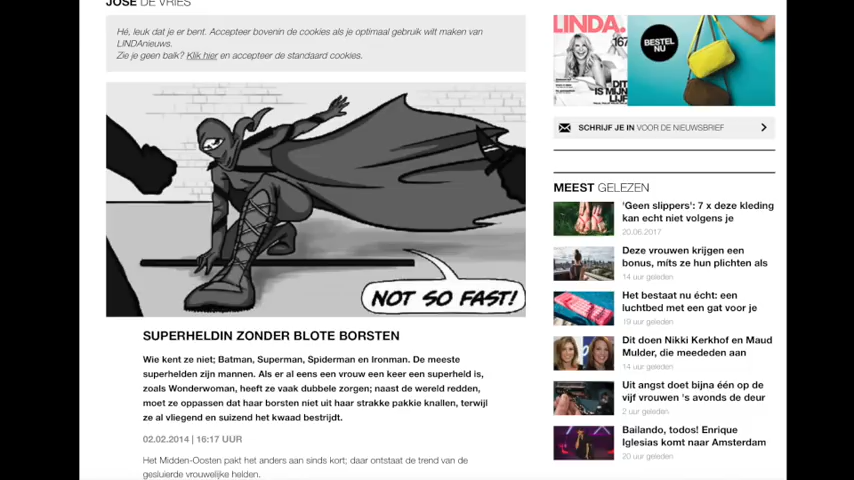 JOSÉ DE VRIES
Hé, leuk dat je er bent. Accepteer bovenin de cookies als je optimaal gebruik wilt maken van
LINDAnieuws.
Zie je geen balk? Klik hier en accepteer de standaard cookies.
NOT SO FAST!
SUPERHELDIN ZONDER BLOTE BORSTEN
Wie kent ze niet; Batman, Superman, Spiderman en Ironman. De meeste
superhelden zijn mannen. Als er al eens een vrouw een keer een superheld is,
zoals Wonderwoman, heeft ze vaak dubbele zorgen; naast de wereld redden,
moet ze oppassen dat haar borsten niet uit haar strakke pakkie knallen, terwijl
ze al vliegend en suizend het kwaad bestrijdt.
02.02.2014 | 16:17 UUR
Het Midden-Oosten pakt het anders aan sinds kort; daar ontstaat de trend van de
gesluierde vrouwelijke helden.
LINDA.
167
DIT
IS MIJN
LIJF
BESTEL
NU
SCHRIJF JE IN VOOR DE NIEUWSBRIEF
MEEST GELEZEN
'Geen slippers': 7 x deze kleding
kan echt niet volgens je
20.06.2017
Deze vrouwen krijgen een
bonus, mits ze hun plichten als
14 uur geleden
Het bestaat nu écht: een
luchtbed met een gat voor je
19 uur geleden
Dit doen Nikki Kerkhof en Maud
Mulder, die meededen aan
14 uur geleden
Uit angst doet bijna één op de
vijf vrouwen 's avonds de deur
2 uur geleden
Bailando, todos! Enrique
Iglesias komt naar Amsterdam
20 uur geleden